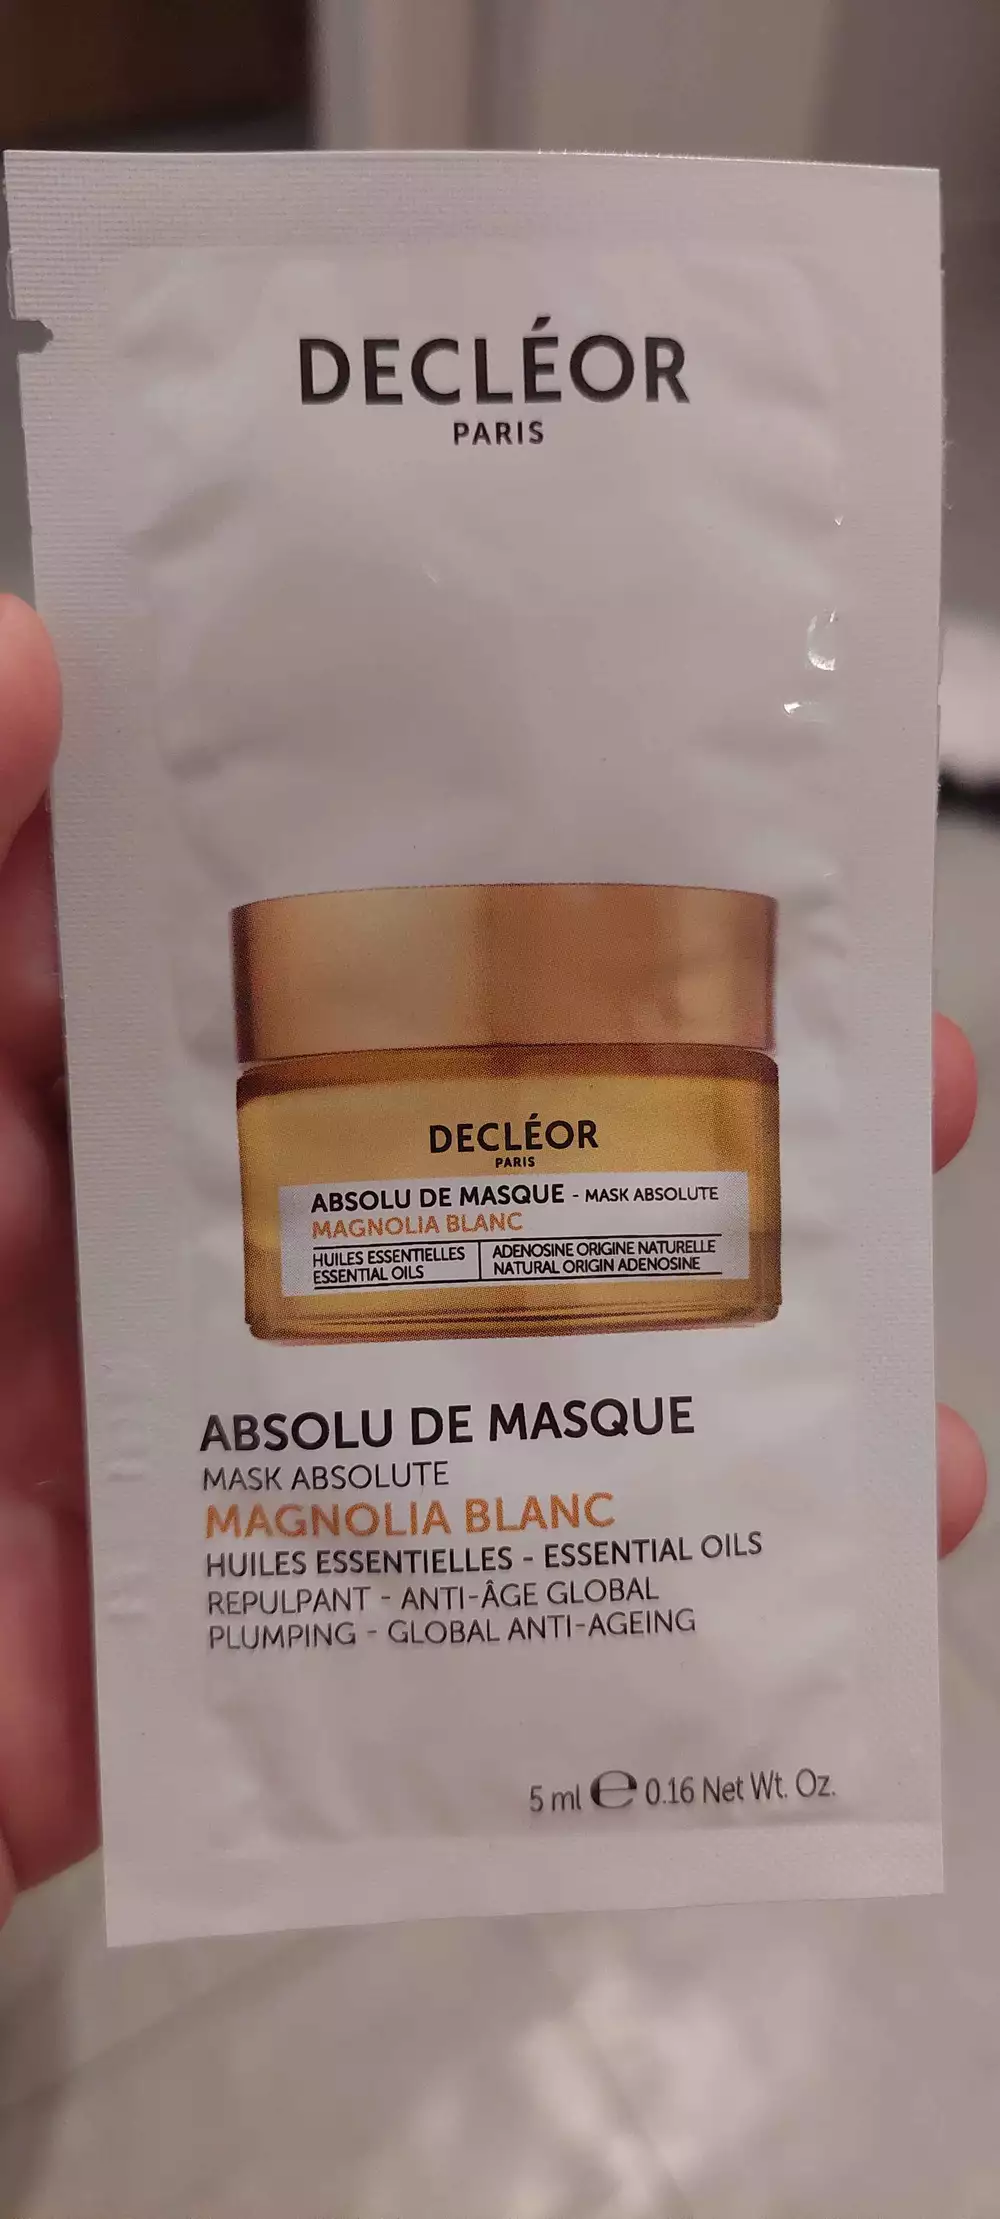 DECLÉOR
PARIS
DECLÉOR
PARIS
ABSOLU DE MASQUE - MASK ABSOLUTE
MAGNOLIA BLANC
HUILES ESSENTIELLES
ESSENTIAL OILS
ADENOSINE ORIGINE NATURELLE
NATURAL ORIGIN ADENOSINE
ABSOLU DE MASQUE
MASK ABSOLUTE
MAGNOLIA BLANC
HUILES ESSENTIELLES - ESSENTIAL OILS
REPULPANT - ANTI-ÂGE GLOBAL
PLUMPING - GLOBAL ANTI-AGEING
5 ml ℮ 0.16 Net Wt. Oz.